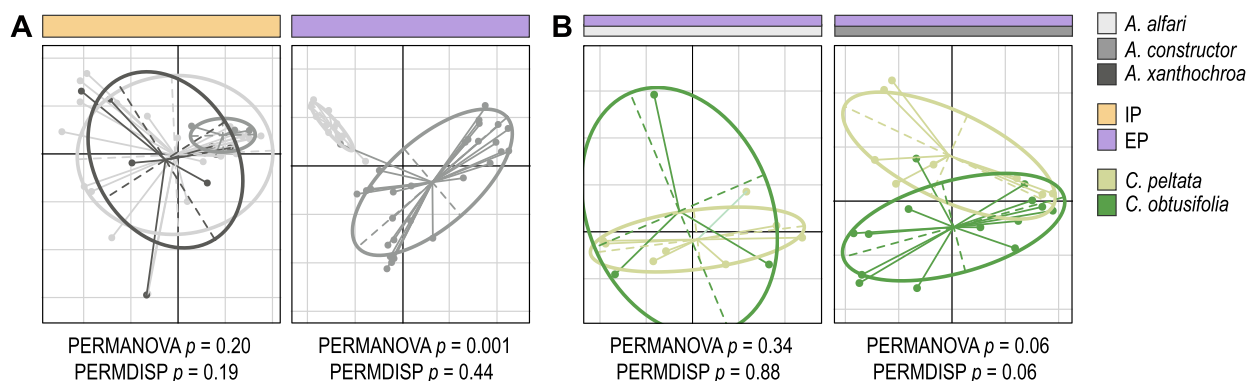 A
B
A. alfari
A. constructor
A. xanthochroa
IP
EP
C. peltata
C. obtusifolia
PERMANOVA p = 0.20
PERMDISP p = 0.19
PERMANOVA p = 0.001
PERMDISP p = 0.44
PERMANOVA p = 0.34
PERMDISP p = 0.88
PERMANOVA p = 0.06
PERMDISP p = 0.06